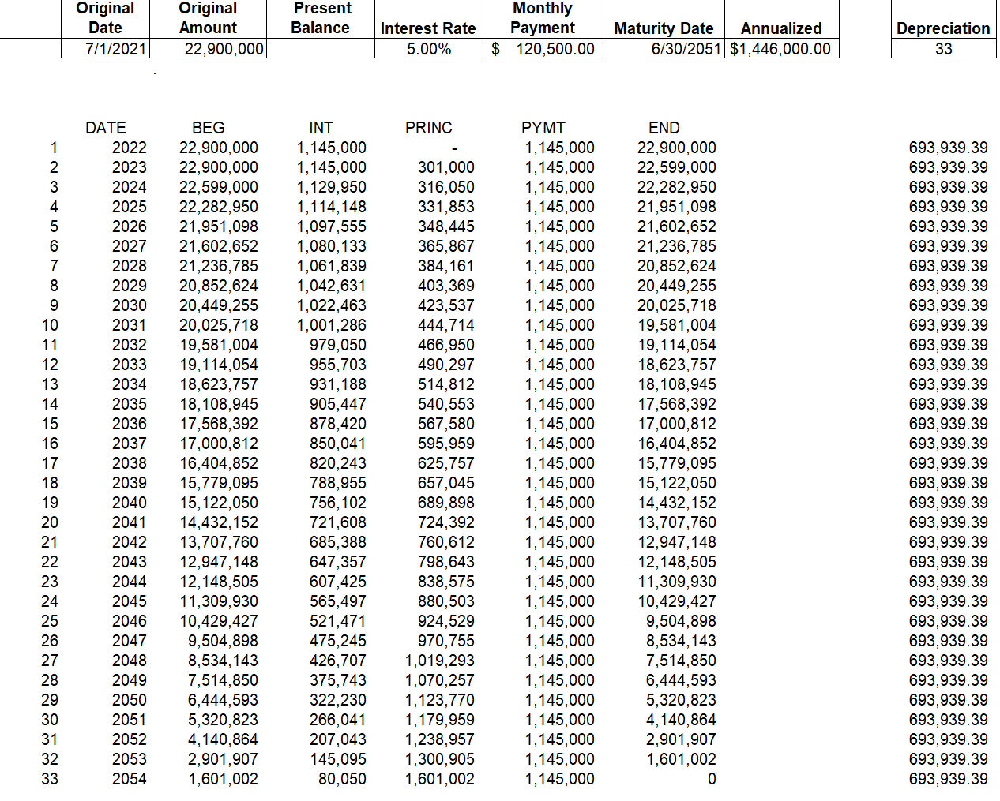 Original Original Present Monthly
Date Amount Balance Interest Rate Payment Maturity Date Annualized Depreciation
7/1/2021 22,900,000 5.00% $ 120,500.00 6/30/2051 $1,446,000.00 33
.
DATE BEG INT PRINC PYMT END
1 2022 22,900,000 1,145,000 - 1,145,000 22,900,000 693,939.39
2 2023 22,900,000 1,145,000 301,000 1,145,000 22,599,000 693,939.39
3 2024 22,599,000 1,129,950 316,050 1,145,000 22,282,950 693,939.39
4 2025 22,282,950 1,114,148 331,853 1,145,000 21,951,098 693,939.39
5 2026 21,951,098 1,097,555 348,445 1,145,000 21,602,652 693,939.39
6 2027 21,602,652 1,080,133 365,867 1,145,000 21,236,785 693,939.39
7 2028 21,236,785 1,061,839 384,161 1,145,000 20,852,624 693,939.39
8 2029 20,852,624 1,042,631 403,369 1,145,000 20,449,255 693,939.39
9 2030 20,449,255 1,022,463 423,537 1,145,000 20,025,718 693,939.39
10 2031 20,025,718 1,001,286 444,714 1,145,000 19,581,004 693,939.39
11 2032 19,581,004 979,050 466,950 1,145,000 19,114,054 693,939.39
12 2033 19,114,054 955,703 490,297 1,145,000 18,623,757 693,939.39
13 2034 18,623,757 931,188 514,812 1,145,000 18,108,945 693,939.39
14 2035 18,108,945 905,447 540,553 1,145,000 17,568,392 693,939.39
15 2036 17,568,392 878,420 567,580 1,145,000 17,000,812 693,939.39
16 2037 17,000,812 850,041 595,959 1,145,000 16,404,852 693,939.39
17 2038 16,404,852 820,243 625,757 1,145,000 15,779,095 693,939.39
18 2039 15,779,095 788,955 657,045 1,145,000 15,122,050 693,939.39
19 2040 15,122,050 756,102 689,898 1,145,000 14,432,152 693,939.39
20 2041 14,432,152 721,608 724,392 1,145,000 13,707,760 693,939.39
21 2042 13,707,760 685,388 760,612 1,145,000 12,947,148 693,939.39
22 2043 12,947,148 647,357 798,643 1,145,000 12,148,505 693,939.39
23 2044 12,148,505 607,425 838,575 1,145,000 11,309,930 693,939.39
24 2045 11,309,930 565,497 880,503 1,145,000 10,429,427 693,939.39
25 2046 10,429,427 521,471 924,529 1,145,000 9,504,898 693,939.39
26 2047 9,504,898 475,245 970,755 1,145,000 8,534,143 693,939.39
27 2048 8,534,143 426,707 1,019,293 1,145,000 7,514,850 693,939.39
28 2049 7,514,850 375,743 1,070,257 1,145,000 6,444,593 693,939.39
29 2050 6,444,593 322,230 1,123,770 1,145,000 5,320,823 693,939.39
30 2051 5,320,823 266,041 1,179,959 1,145,000 4,140,864 693,939.39
31 2052 4,140,864 207,043 1,238,957 1,145,000 2,901,907 693,939.39
32 2053 2,901,907 145,095 1,300,905 1,145,000 1,601,002 693,939.39
33 2054 1,601,002 80,050 1,601,002 1,145,000 0 693,939.39